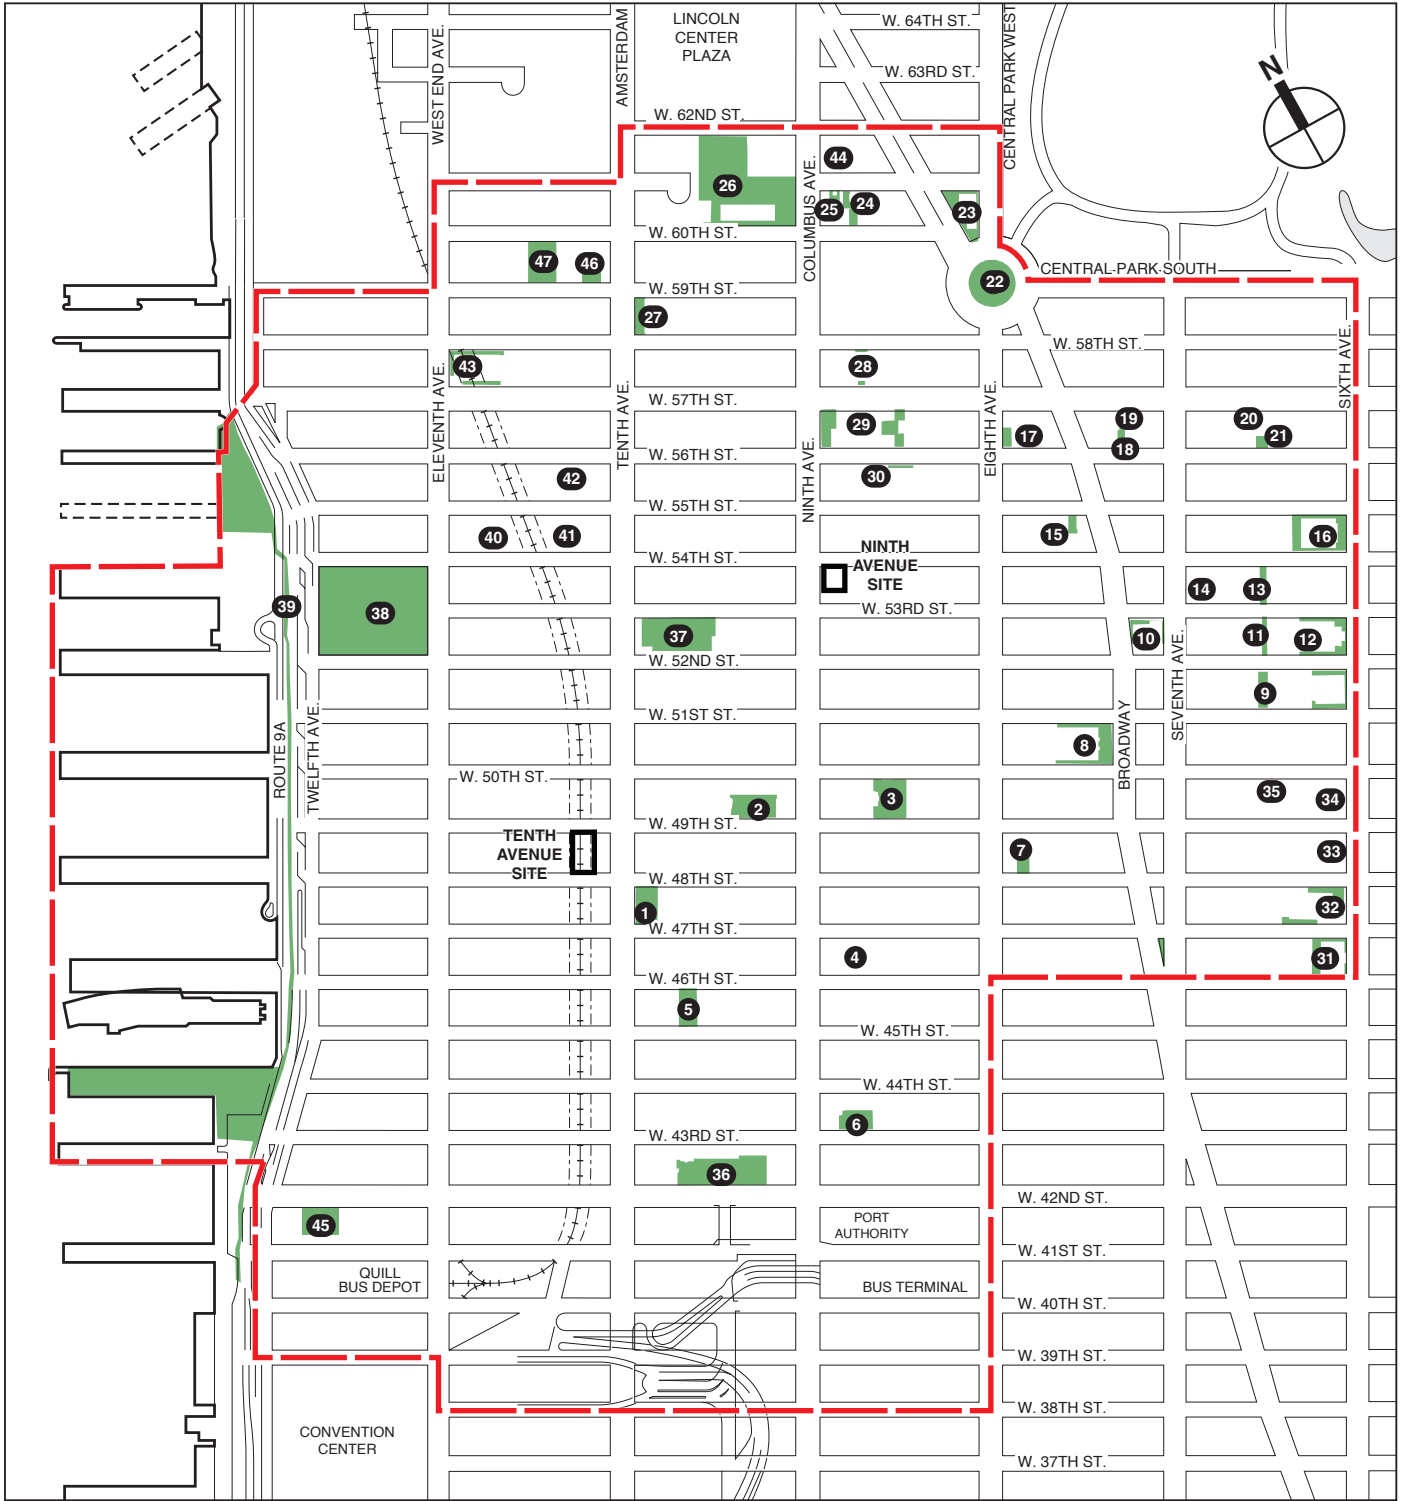 LINCOLN
CENTER
PLAZA
W. 64TH ST.
W. 63RD ST.
W. 62ND ST.
WEST END AVE.
AMSTERDAM
CENTRAL PARK WEST
N
44
26
COLUMBUS AVE.
25
24
23
W. 60TH ST.
47
46
22
CENTRAL PARK SOUTH
W. 59TH ST.
27
W. 58TH ST.
SIXTH AVE.
43
28
ELEVENTH AVE.
TENTH AVE.
W. 57TH ST.
NINTH AVE.
EIGHTH AVE.
29
17
19
18
20
21
W. 56TH ST.
42
30
W. 55TH ST.
40
41
15
16
W. 54TH ST.
NINTH
AVENUE
SITE
14
13
39
38
W. 53RD ST.
37
10
11
12
W. 52ND ST.
SEVENTH AVE.
9
W. 51ST ST.
ROUTE 9A
TWELFTH AVE.
8
BROADWAY
W. 50TH ST.
2
3
35
34
W. 49TH ST.
TENTH
AVENUE
SITE
7
33
W. 48TH ST.
1
32
W. 47TH ST.
4
31
W. 46TH ST.
5
W. 45TH ST.
W. 44TH ST.
6
W. 43RD ST.
36
W. 42ND ST.
45
PORT
AUTHORITY
W. 41ST ST.
QUILL
BUS DEPOT
BUS TERMINAL
W. 40TH ST.
W. 39TH ST.
W. 38TH ST.
CONVENTION
CENTER
W. 37TH ST.